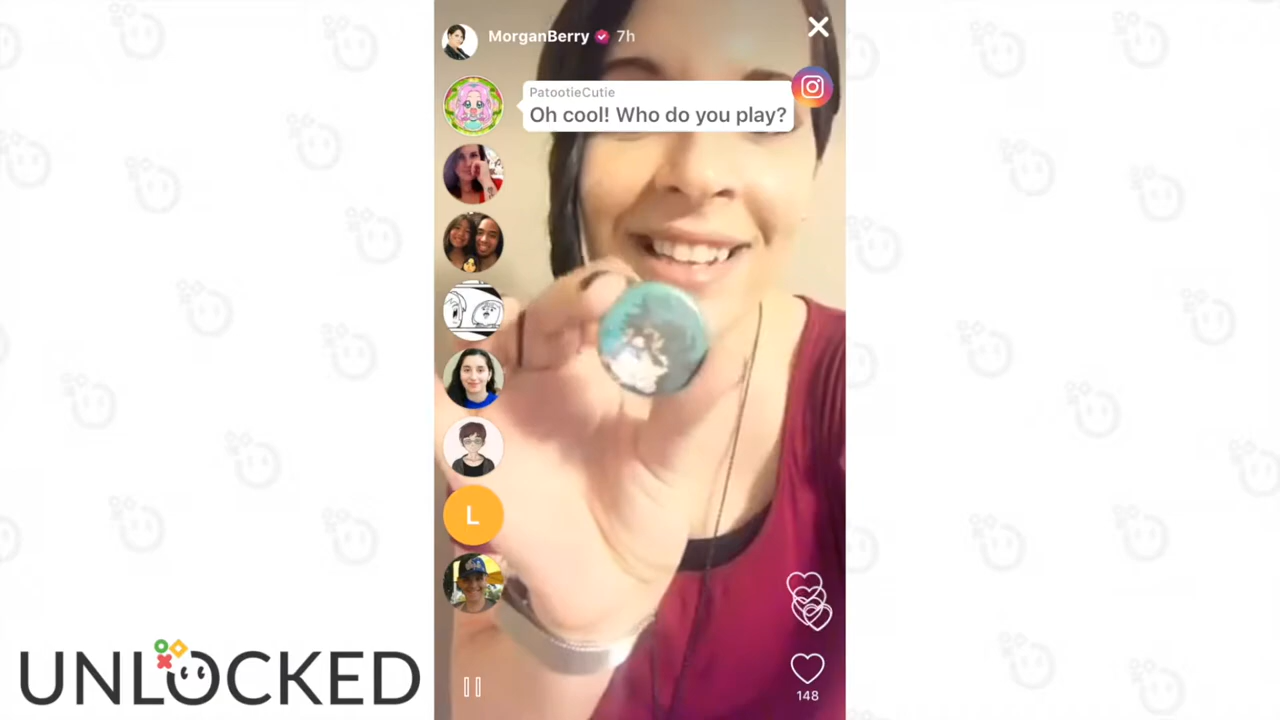 MorganBerry 7h
PatootieCutie
Oh cool! Who do you play?
L
148
UNLOCKED